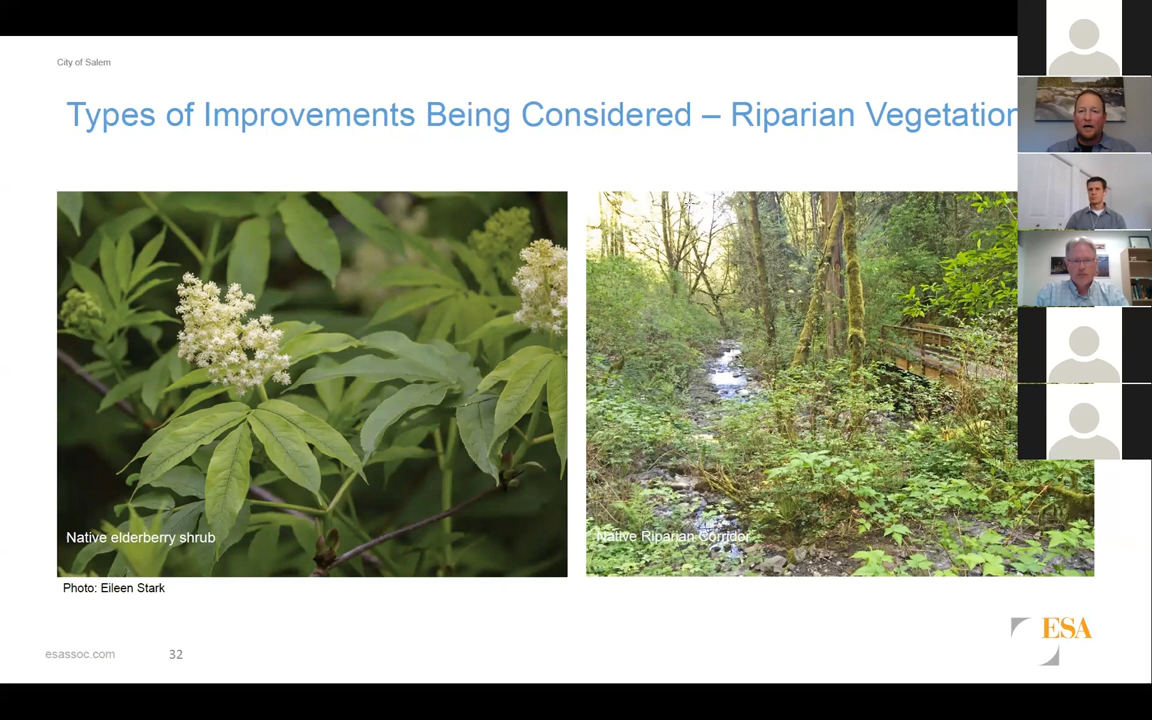 City of Salem
Types of Improvements Being Considered – Riparian Vegetation
Native elderberry shrub
Native Riparian Corridor
Photo: Eileen Stark
esassoc.com
32
ESA